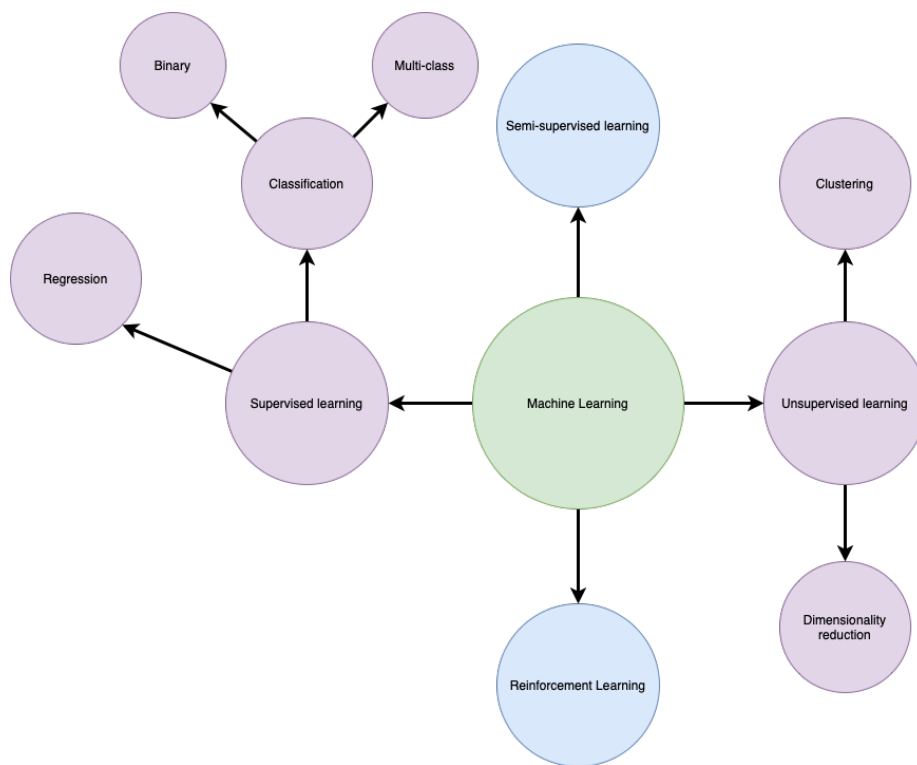 Binary
Multi-class
Semi-supervised learning
Classification
Clustering
Regression
Supervised learning
Machine Learning
Unsupervised learning
Dimensionality
reduction
Reinforcement Learning